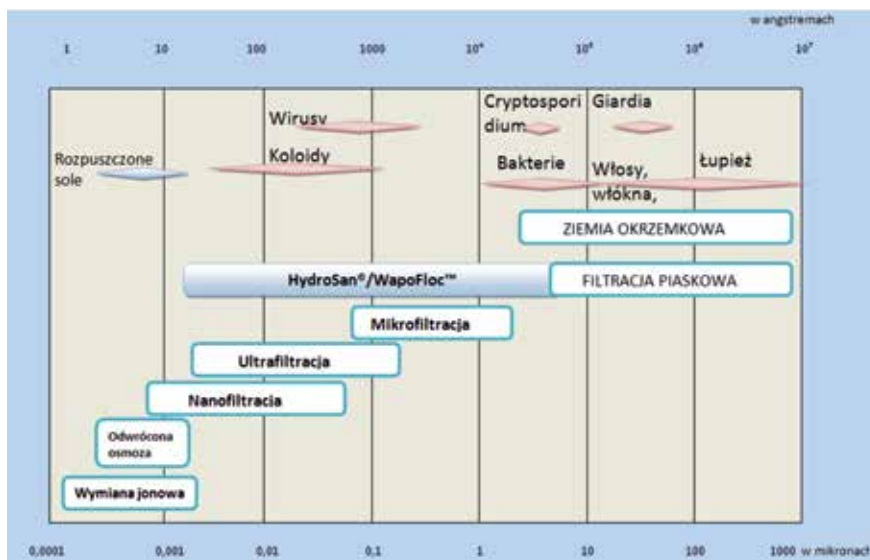 w angstremach
1 10 100 1000 10⁴ 10⁵ 10⁶ 10⁷
Wirusy
Cryptospori
dium
Giardia
Rozpuszczone
sole
Koloidy
Bakterie
Włosy,
włókna,
Łupież
ZIEMIA OKRZEMKOWA
HydroSan®/WapoFloc™
FILTRACJA PIASKOWA
Mikrofiltracja
Ultrafiltracja
Nanofiltracja
Odwrócona
osmoza
Wymiana jonowa
0,0001 0,001 0,01 0,1 1 10 100 1000 w mikronach